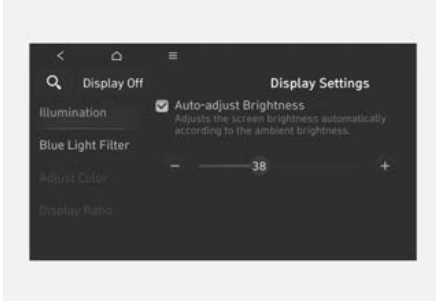 Display Off
Display Settings
Illumination
Auto-adjust Brightness
Adjusts the screen brightness automatically
according to the ambient brightness.
Blue Light Filter
- 38 +
Adjust Color
Display Ratio